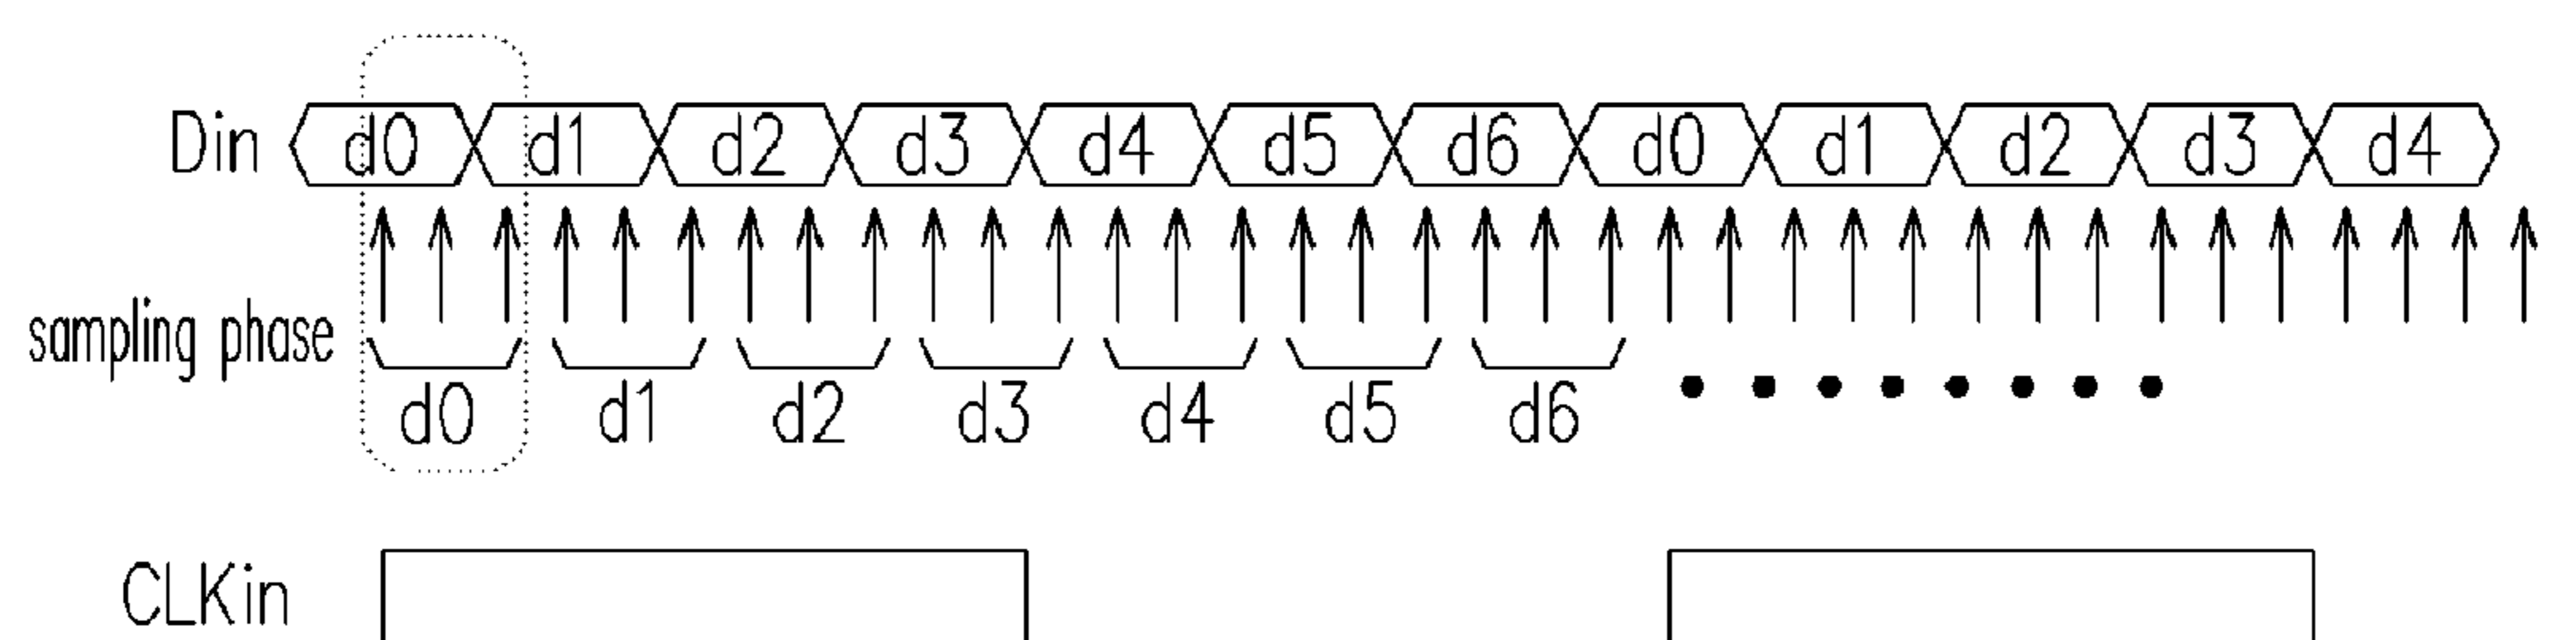 Din d0 d1 d2 d3 d4 d5 d6 d0 d1 d2 d3 d4
sampling phase
d0 d1 d2 d3 d4 d5 d6
CLKin